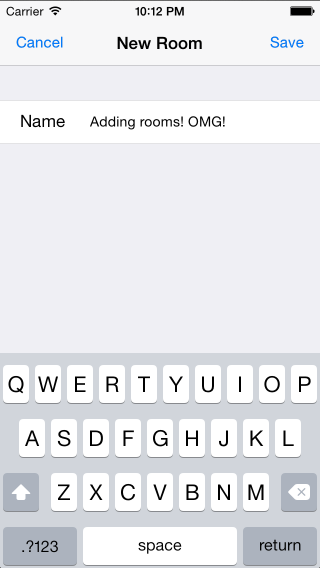 Carrier 10:12 PM
Cancel New Room Save
Name Adding rooms! OMG!
Q W E R T Y U I O P
A S D F G H J K L
Z X C V B N M
.?123 space return